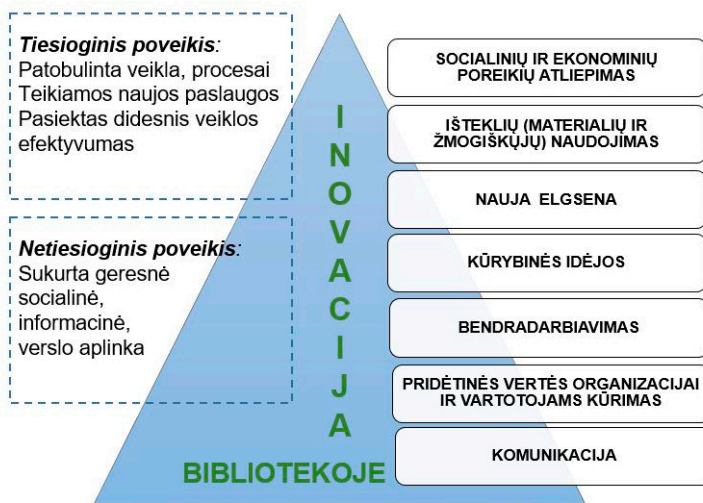 Tiesioginis poveikis:
Patobulinta veikla, procesai
Teikiamos naujos paslaugos
Pasiektas didesnis veiklos
efektyvumas
Netiesioginis poveikis:
Sukurta geresnė
socialinė,
informacinė,
verslo aplinka
INOVACIJA
BIBLIOTEKOJE
SOCIALINIŲ IR EKONOMINIŲ
POREIKIŲ ATLIEPIMAS
IŠTEKLIŲ (MATERIALIŲ IR
ŽMOGIŠKŲJŲ) NAUDOJIMAS
NAUJA ELGSENA
KŪRYBINĖS IDĖJOS
BENDRADARBIAVIMAS
PRIDĖTINĖS VERTĖS ORGANIZACIJAI
IR VARTOTOJAMS KŪRIMAS
KOMUNIKACIJA